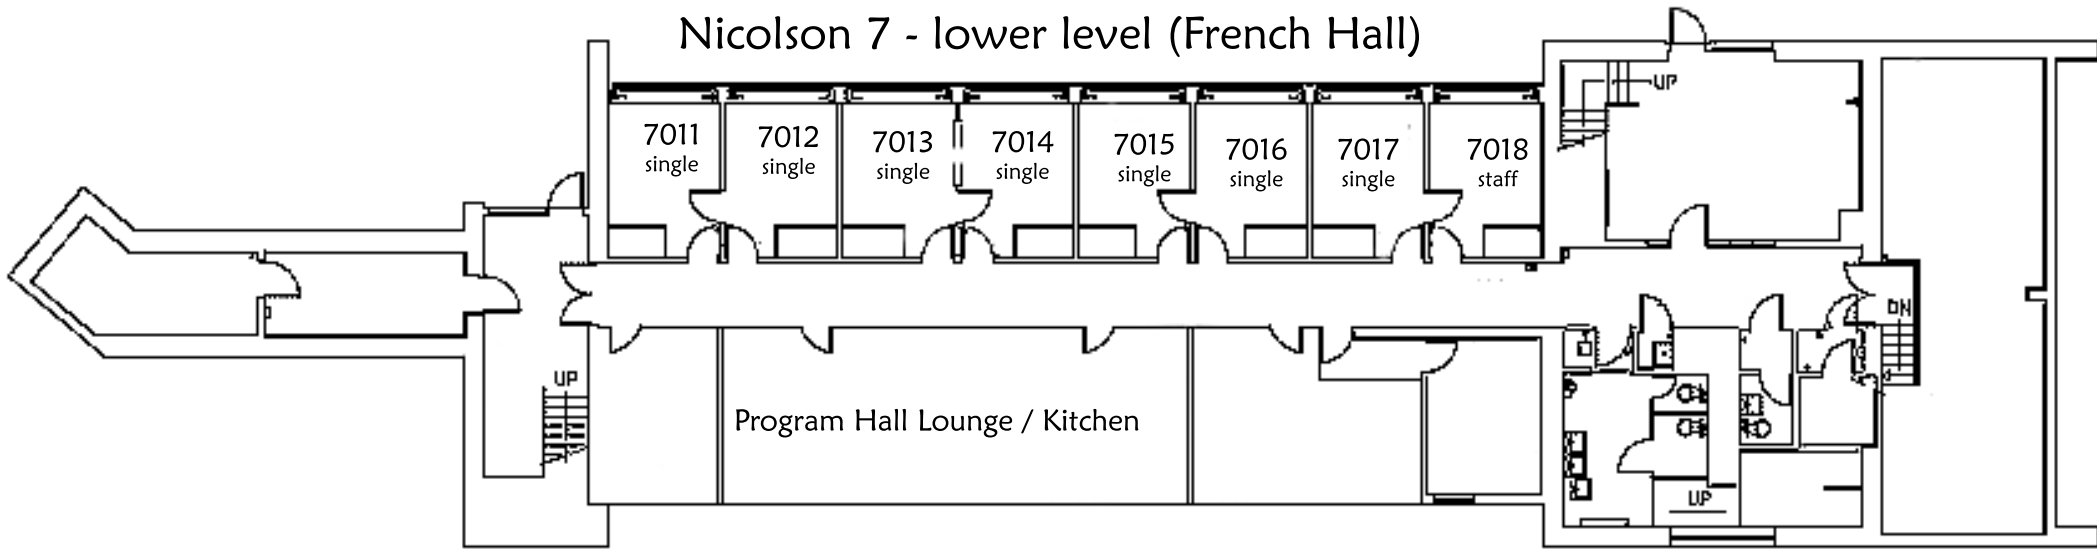 Nicolson 7 - lower level (French Hall)
UP
7011
single
7012
single
7013
single
7014
single
7015
single
7016
single
7017
single
7018
staff
DN
UP
Program Hall Lounge / Kitchen
UP